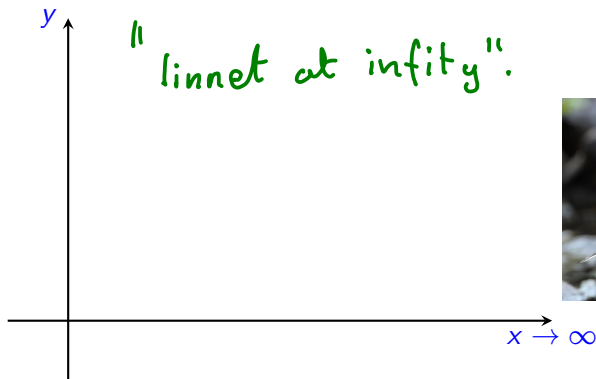 y
"linnet at infity".
x → ∞